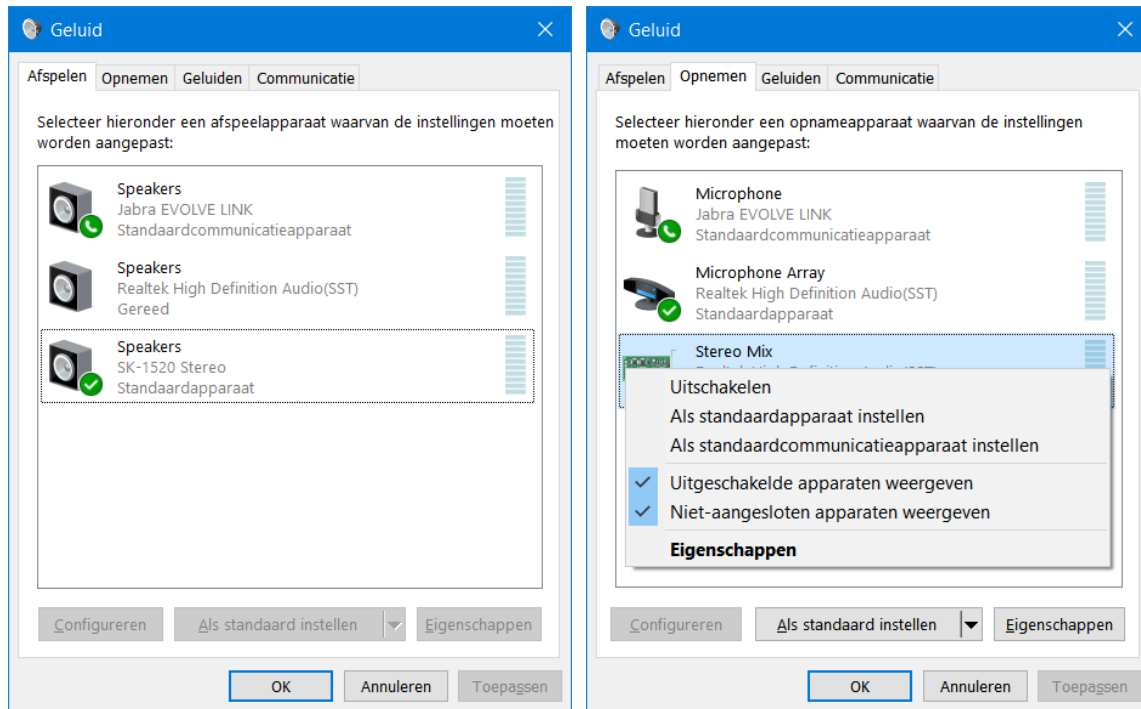 Geluid
Afspelen Opnemen Geluiden Communicatie
Selecteer hieronder een afspeelapparaat waarvan de instellingen moeten
worden aangepast:
Speakers
Jabra EVOLVE LINK
Standaardcommunicatieapparaat
Speakers
Realtek High Definition Audio(SST)
Gereed
Speakers
SK-1520 Stereo
Standaardapparaat
Configureren Als standaard instellen Eigenschappen
OK Annuleren Toepassen
Geluid
Afspelen Opnemen Geluiden Communicatie
Selecteer hieronder een opnameapparaat waarvan de instellingen
moeten worden aangepast:
Microphone
Jabra EVOLVE LINK
Standaardcommunicatieapparaat
Microphone Array
Realtek High Definition Audio(SST)
Standaardapparaat
Stereo Mix
Uitschakelen
Als standaardapparaat instellen
Als standaardcommunicatieapparaat instellen
Uitgeschakelde apparaten weergeven
Niet-aangesloten apparaten weergeven
Eigenschappen
Configureren Als standaard instellen Eigenschappen
OK Annuleren Toepassen